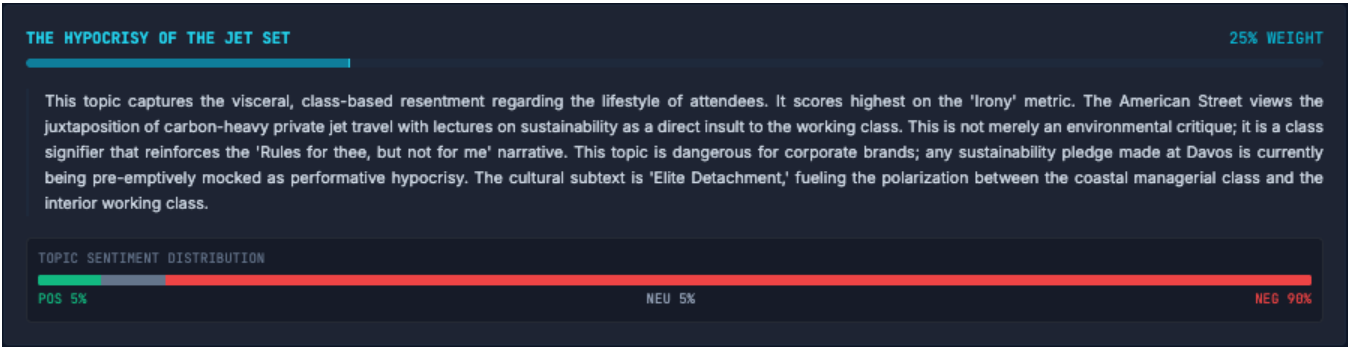 THE HYPOCRISY OF THE JET SET
25% WEIGHT
This topic captures the visceral, class-based resentment regarding the lifestyle of attendees. It scores highest on the 'Irony' metric. The American Street views the
juxtaposition of carbon-heavy private jet travel with lectures on sustainability as a direct insult to the working class. This is not merely an environmental critique; it is a class
signifier that reinforces the 'Rules for thee, but not for me' narrative. This topic is dangerous for corporate brands; any sustainability pledge made at Davos is currently
being pre-emptively mocked as performative hypocrisy. The cultural subtext is 'Elite Detachment,' fueling the polarization between the coastal managerial class and the
interior working class.
TOPIC SENTIMENT DISTRIBUTION
POS 5%
NEU 5%
NEG 90%